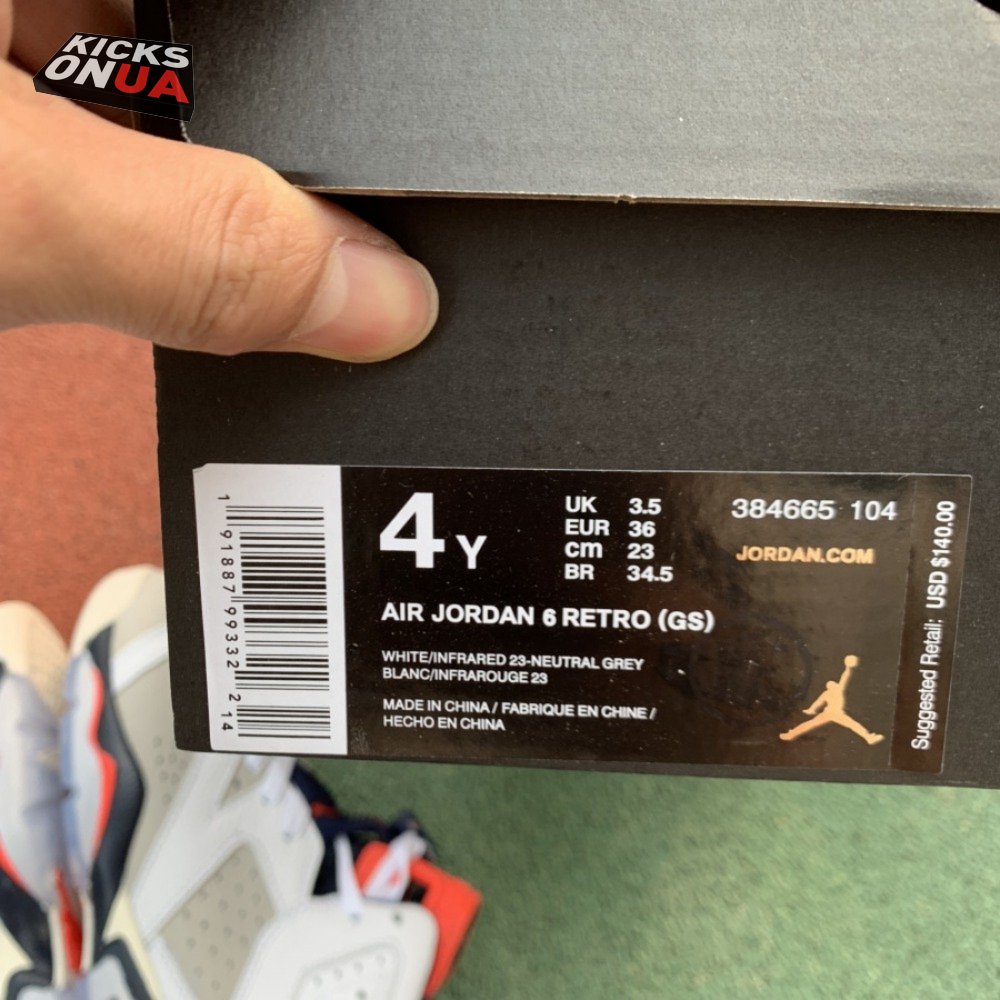 KICKS
ONUA
1 91887 99332 2 14
4 Y
UK 3.5
EUR 36
cm 23
BR 34.5
384665 104
JORDAN.COM
AIR JORDAN 6 RETRO (GS)
WHITE/INFRARED 23-NEUTRAL GREY
BLANC/INFRAROUGE 23
MADE IN CHINA / FABRIQUE EN CHINE /
HECHO EN CHINA
Suggested Retail: USD $140.00